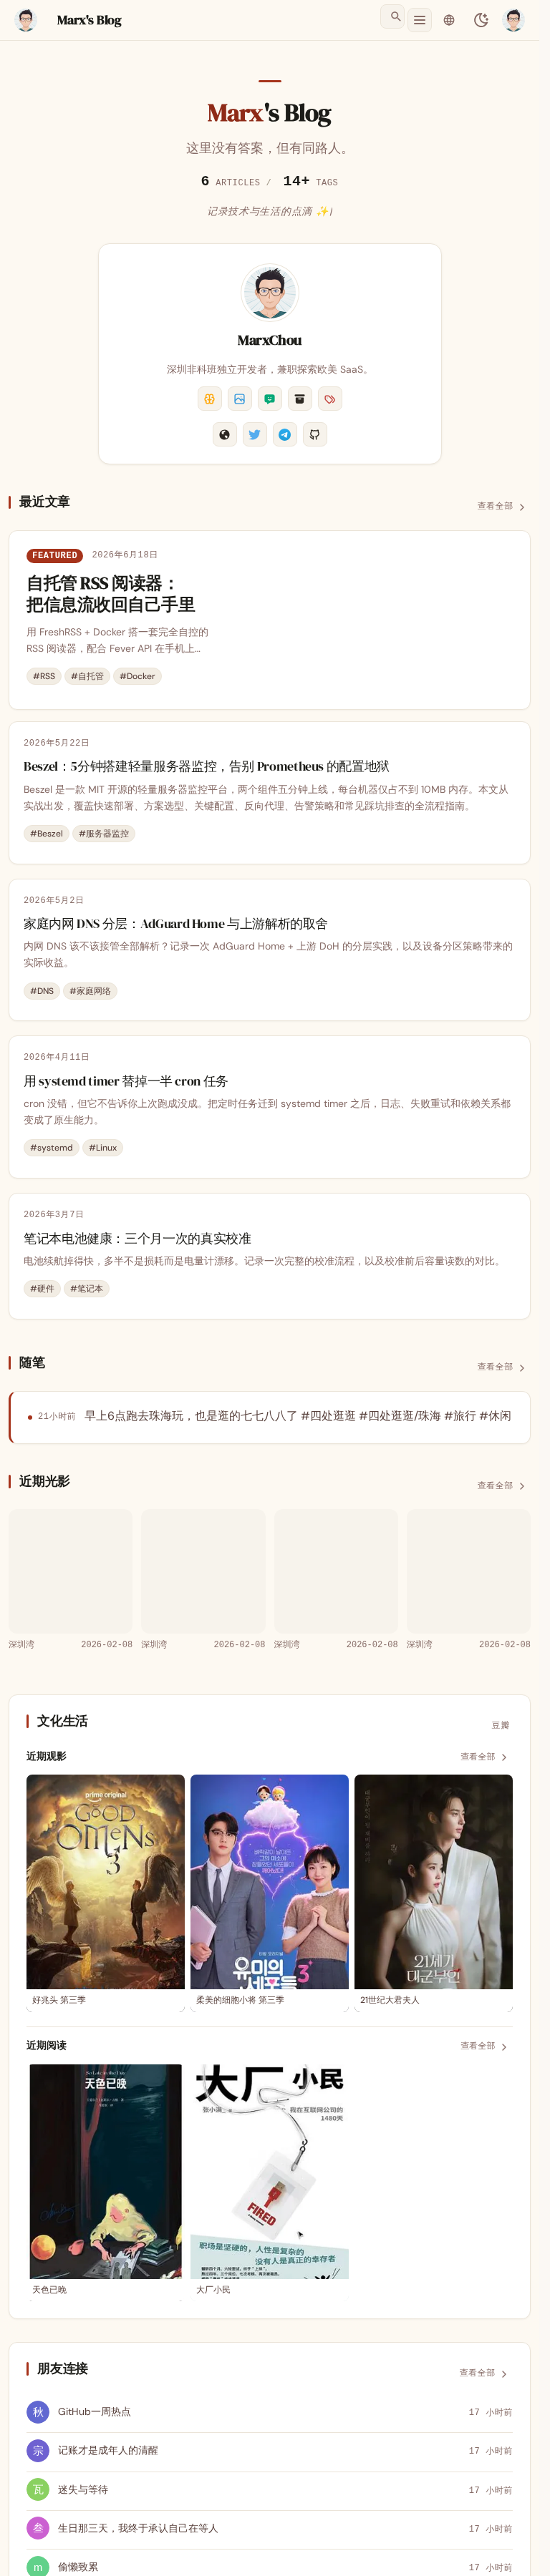 Marx's Blog
Marx's Blog
这里没有答案，但有同路人。
6 ARTICLES / 14+ TAGS
记录技术与生活的点滴 ✨|
MarxChou
深圳非科班独立开发者，兼职探索欧美 SaaS。
最近文章
查看全部
FEATURED 2026年6月18日
自托管 RSS 阅读器：
把信息流收回自己手里
用 FreshRSS + Docker 搭一套完全自控的
RSS 阅读器，配合 Fever API 在手机上…
#RSS #自托管 #Docker
2026年5月22日
Beszel：5分钟搭建轻量服务器监控，告别 Prometheus 的配置地狱
Beszel 是一款 MIT 开源的轻量服务器监控平台，两个组件五分钟上线，每台机器仅占不到 10MB 内存。本文从
实战出发，覆盖快速部署、方案选型、关键配置、反向代理、告警策略和常见踩坑排查的全流程指南。
#Beszel #服务器监控
2026年5月2日
家庭内网 DNS 分层：AdGuard Home 与上游解析的取舍
内网 DNS 该不该接管全部解析？记录一次 AdGuard Home + 上游 DoH 的分层实践，以及设备分区策略带来的
实际收益。
#DNS #家庭网络
2026年4月11日
用 systemd timer 替掉一半 cron 任务
cron 没错，但它不告诉你上次跑成没成。把定时任务迁到 systemd timer 之后，日志、失败重试和依赖关系都
变成了原生能力。
#systemd #Linux
2026年3月7日
笔记本电池健康：三个月一次的真实校准
电池续航掉得快，多半不是损耗而是电量计漂移。记录一次完整的校准流程，以及校准前后容量读数的对比。
#硬件 #笔记本
随笔
查看全部
21小时前 早上6点跑去珠海玩，也是逛的七七八八了 #四处逛逛 #四处逛逛/珠海 #旅行 #休闲
近期光影
查看全部
深圳湾 2026-02-08 深圳湾 2026-02-08 深圳湾 2026-02-08 深圳湾 2026-02-08
文化生活
豆瓣
近期观影
查看全部
prime original
GOOD OMENS 3
유미의 세포들 3
21세기 대군부인
好兆头 第三季
柔美的细胞小将 第三季
21世纪大君夫人
近期阅读
查看全部
天色已晚
大厂小民
张小满
我在互联网公司的
1480天
FIRED
职场是坚硬的，人性是复杂的
没有人是真正的幸存者
天色已晚
大厂小民
朋友连接
查看全部
秋 GitHub一周热点 17 小时前
宗 记账才是成年人的清醒 17 小时前
瓦 迷失与等待 17 小时前
叁 生日那三天，我终于承认自己在等人 17 小时前
m 偷懒致累 17 小时前